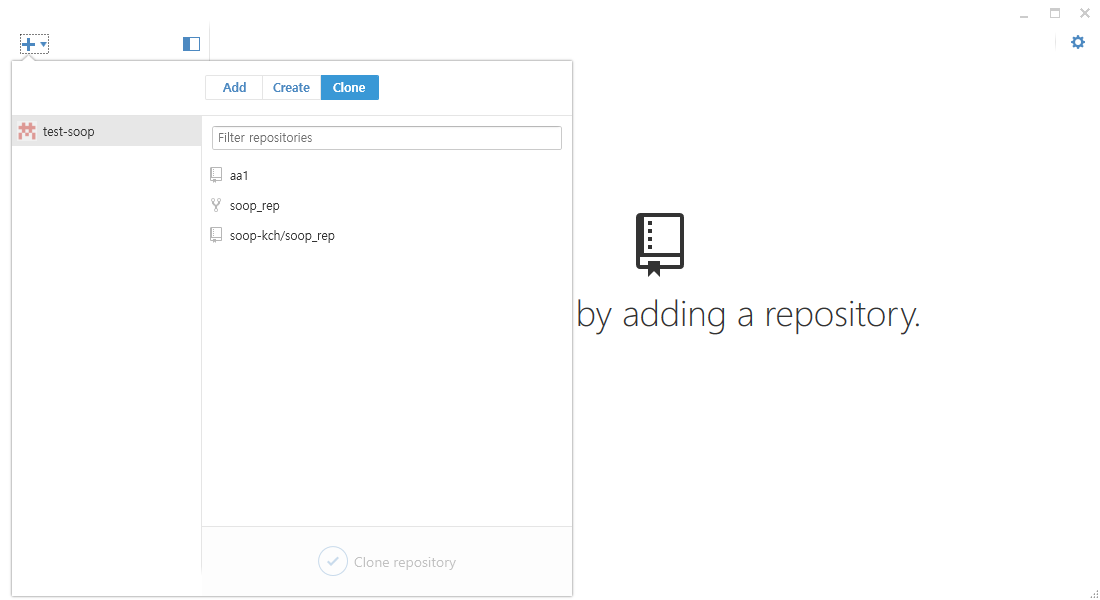 Add Create Clone
test-soop
Filter repositories
aa1
soop_rep
soop-kch/soop_rep
by adding a repository.
Clone repository